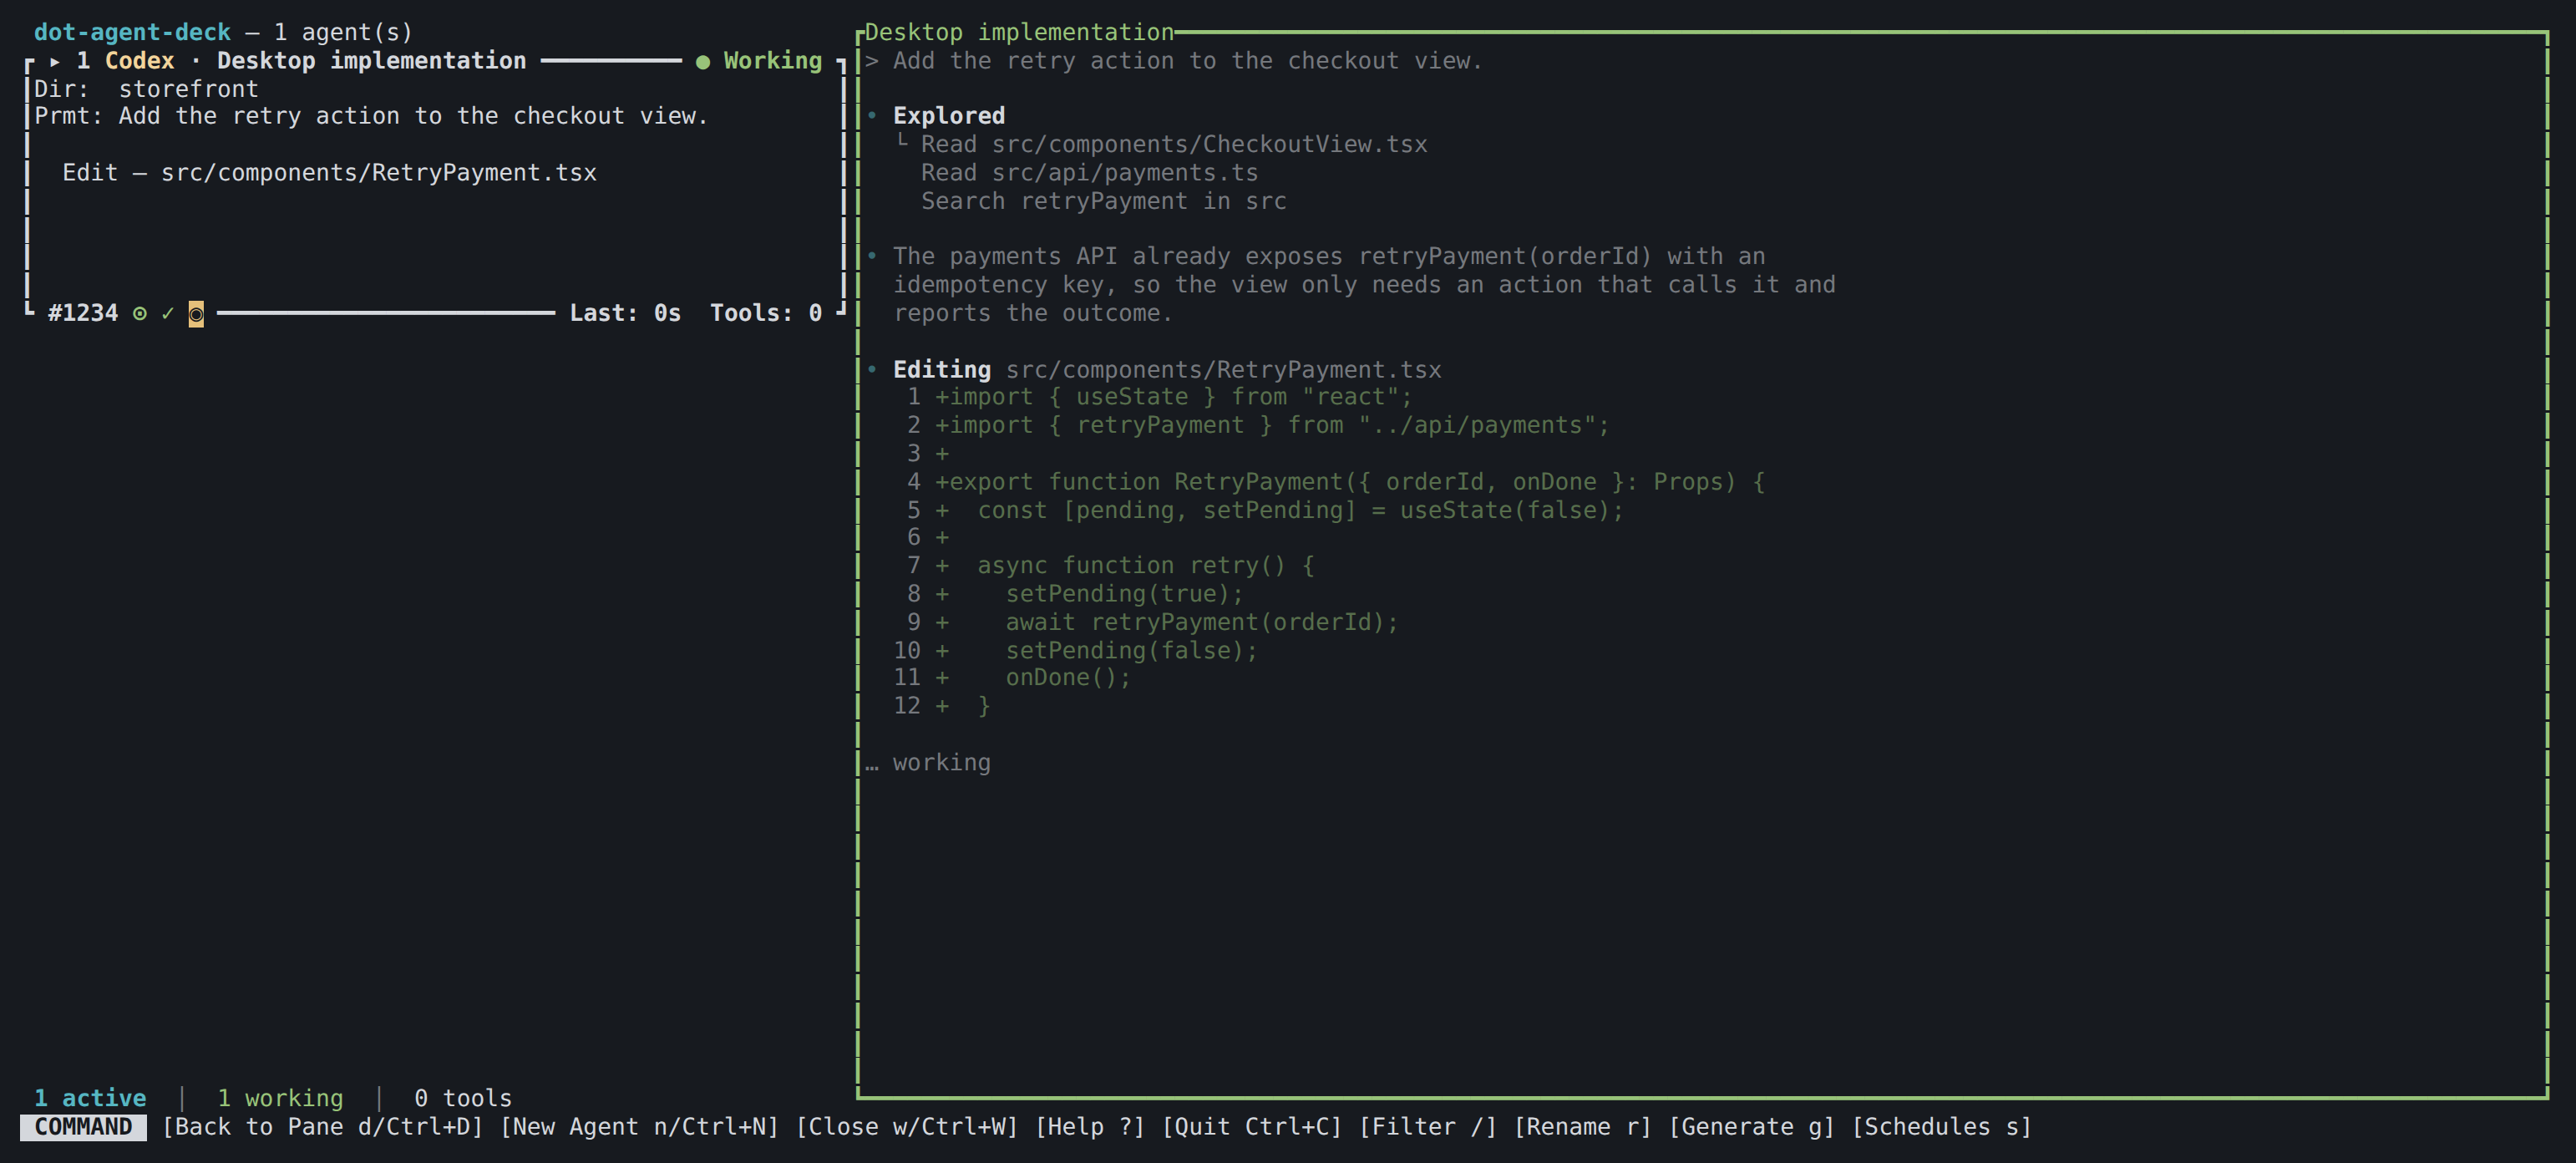 dot-agent-deck — 1 agent(s)
▸ 1 Codex · Desktop implementation ● Working
Dir:  storefront
Prmt: Add the retry action to the checkout view.
Edit — src/components/RetryPayment.tsx
#1234 ⊙ ✓ ◉ Last: 0s  Tools: 0
Desktop implementation
> Add the retry action to the checkout view.
• Explored
└ Read src/components/CheckoutView.tsx
Read src/api/payments.ts
Search retryPayment in src
• The payments API already exposes retryPayment(orderId) with an
idempotency key, so the view only needs an action that calls it and
reports the outcome.
• Editing src/components/RetryPayment.tsx
1 +import { useState } from "react";
2 +import { retryPayment } from "../api/payments";
3 +
4 +export function RetryPayment({ orderId, onDone }: Props) {
5 +  const [pending, setPending] = useState(false);
6 +
7 +  async function retry() {
8 +    setPending(true);
9 +    await retryPayment(orderId);
10 +    setPending(false);
11 +    onDone();
12 +  }
… working
1 active │ 1 working │ 0 tools
COMMAND [Back to Pane d/Ctrl+D] [New Agent n/Ctrl+N] [Close w/Ctrl+W] [Help ?] [Quit Ctrl+C] [Filter /] [Rename r] [Generate g] [Schedules s]